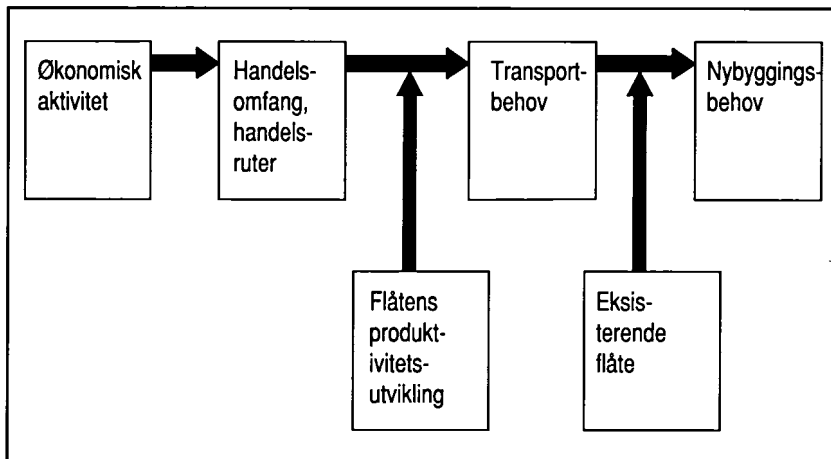 Økonomisk
aktivitet
Handels-
omfang,
handels-
ruter
Transport-
behov
Nybyggings-
behov
Flåtens
produkt-
ivitets-
utvikling
Eksis-
terende
flåte